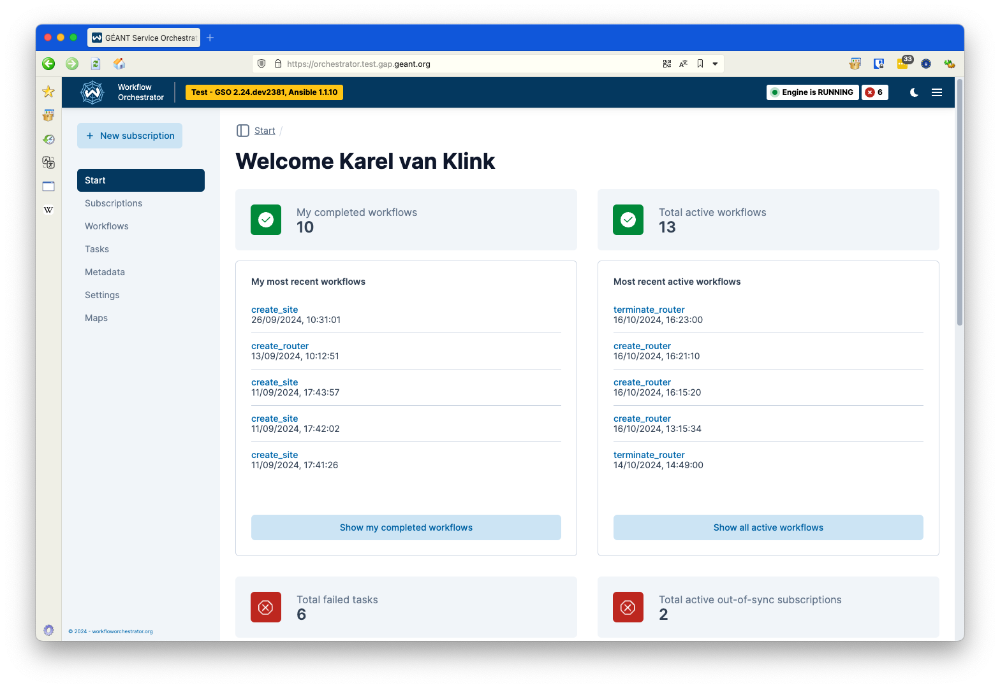 GÉANT Service Orchestrat
https://orchestrator.test.gap.geant.org
33
W
Workflow
Orchestrator
Test - GSO 2.24.dev2381, Ansible 1.1.10
Engine is RUNNING
6
+ New subscription
Start
Subscriptions
Workflows
Tasks
Metadata
Settings
Maps
© 2024 - workfloworchestrator.org
Start /
Welcome Karel van Klink
My completed workflows
10
Total active workflows
13
My most recent workflows
create_site
26/09/2024, 10:31:01
create_router
13/09/2024, 10:12:51
create_site
11/09/2024, 17:43:57
create_site
11/09/2024, 17:42:02
create_site
11/09/2024, 17:41:26
Show my completed workflows
Most recent active workflows
terminate_router
16/10/2024, 16:23:00
create_router
16/10/2024, 16:21:10
create_router
16/10/2024, 16:15:20
create_router
16/10/2024, 13:15:34
terminate_router
14/10/2024, 14:49:00
Show all active workflows
Total failed tasks
6
Total active out-of-sync subscriptions
2